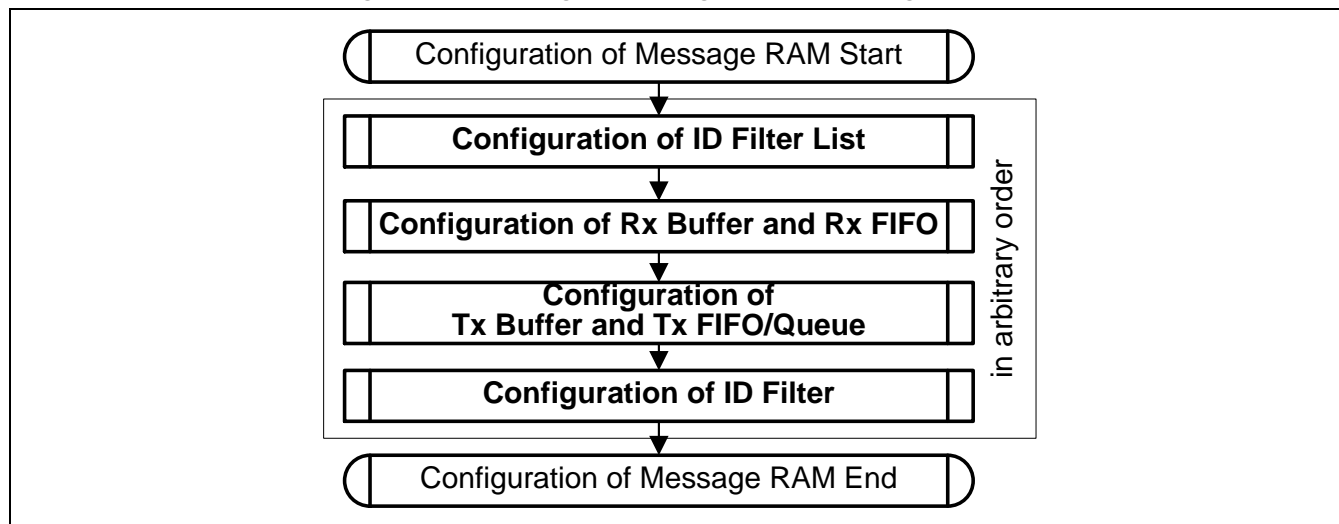 Configuration of Message RAM Start
Configuration of ID Filter List
Configuration of Rx Buffer and Rx FIFO
Configuration of
Tx Buffer and Tx FIFO/Queue
Configuration of ID Filter
in arbitrary order
Configuration of Message RAM End